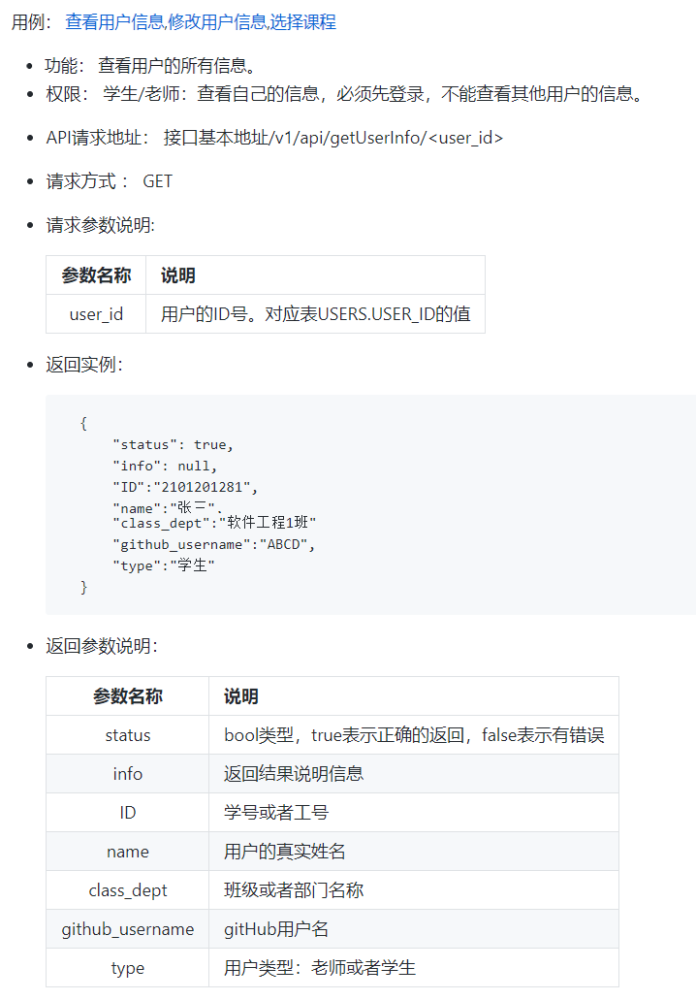 用例： 查看用户信息,修改用户信息,选择课程
功能： 查看用户的所有信息。
权限： 学生/老师：查看自己的信息，必须先登录，不能查看其他用户的信息。
API请求地址： 接口基本地址/v1/api/getUserInfo/<user_id>
请求方式 ： GET
请求参数说明:
参数名称 说明
user_id 用户的ID号。对应表USERS.USER_ID的值
返回实例：
{
"status": true,
"info": null,
"ID":"2101201281",
"name":"张三",
"class_dept":"软件工程1班"
"github_username":"ABCD",
"type":"学生"
}
返回参数说明：
参数名称 说明
status bool类型，true表示正确的返回，false表示有错误
info 返回结果说明信息
ID 学号或者工号
name 用户的真实姓名
class_dept 班级或者部门名称
github_username gitHub用户名
type 用户类型：老师或者学生